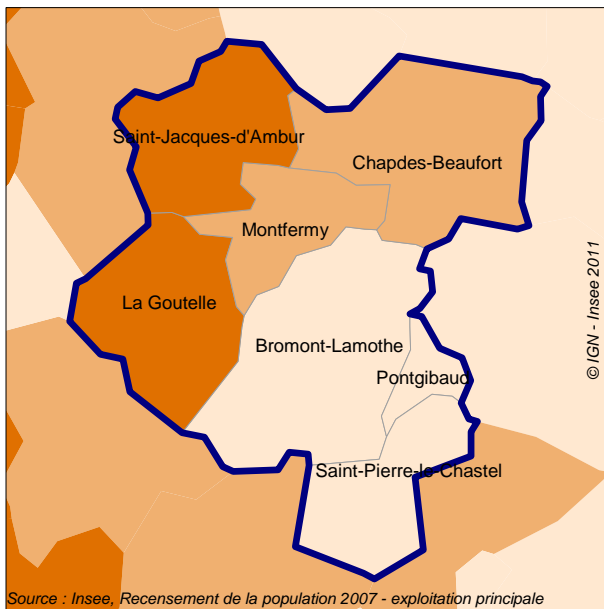 Saint-Jacques-d'Ambur
Chapdes-Beaufort
Montfermy
La Goutelle
Bromont-Lamothe
Pontgibaud
Saint-Pierre-le-Chastel
© IGN - Insee 2011
Source : Insee, Recensement de la population 2007 - exploitation principale